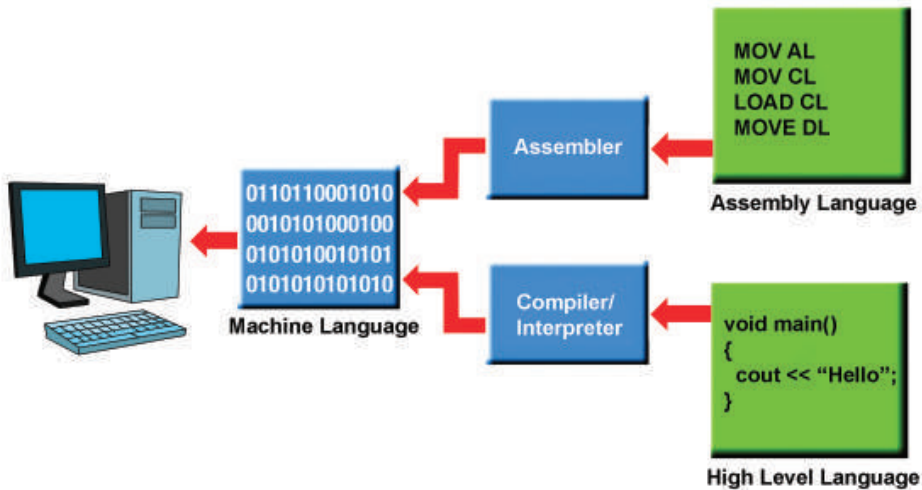 MOV AL
MOV CL
LOAD CL
MOVE DL
Assembly Language
Assembler
0110110001010
0010101000100
0101010010101
0101010101010
Machine Language
Compiler/
Interpreter
void main()
{
cout << “Hello”;
}
High Level Language